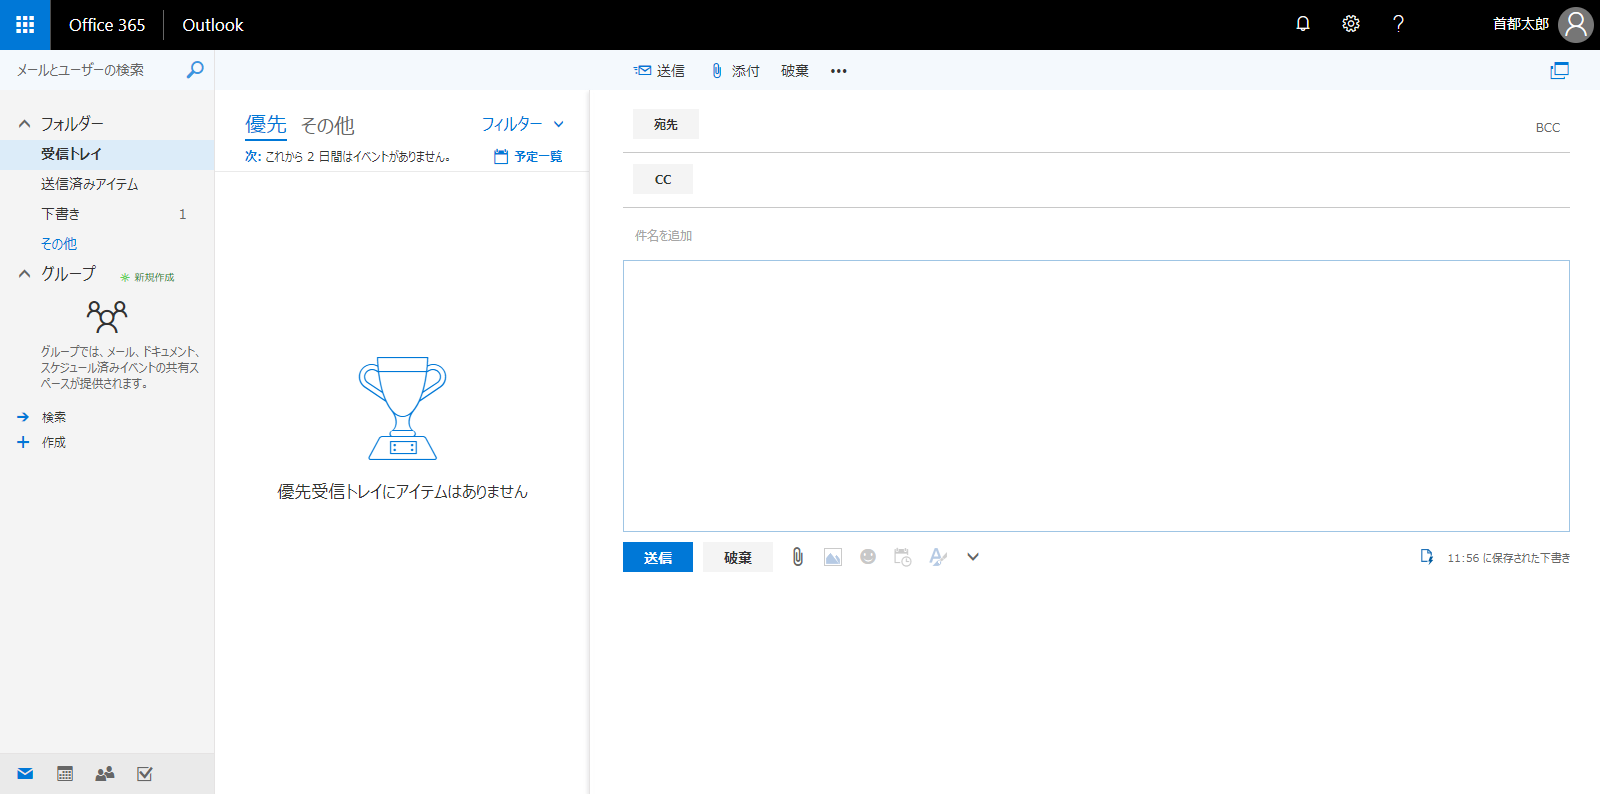 Office 365
Outlook
?
首都太郎
メールとユーザーの検索
送信
添付
破棄
•••
フォルダー
受信トレイ
送信済みアイテム
下書き 1
その他
グループ
新規作成
グループでは、メール、ドキュメント、
スケジュール済みイベントの共有ス
ペースが提供されます。
検索
作成
優先 その他
フィルター
次: これから 2 日間はイベントがありません。
予定一覧
優先受信トレイにアイテムはありません
宛先
BCC
CC
件名を追加
送信
破棄
11:56 に保存された下書き